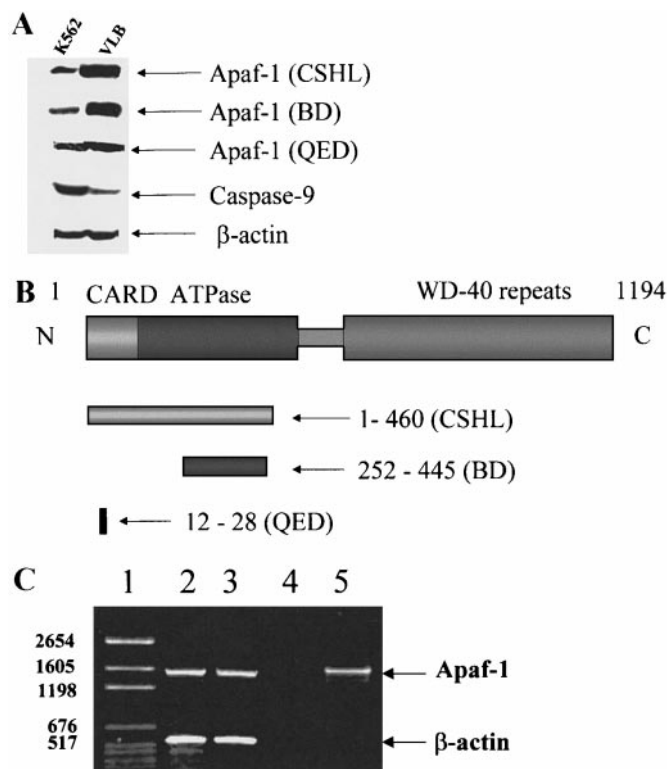 A
K562 VLB
Apaf-1 (CSHL)
Apaf-1 (BD)
Apaf-1 (QED)
Caspase-9
β-actin
B 1 CARD ATPase WD-40 repeats 1194
N C
1- 460 (CSHL)
252 - 445 (BD)
12 - 28 (QED)
C 1 2 3 4 5
2654
1605
1198
676
517
Apaf-1
β-actin